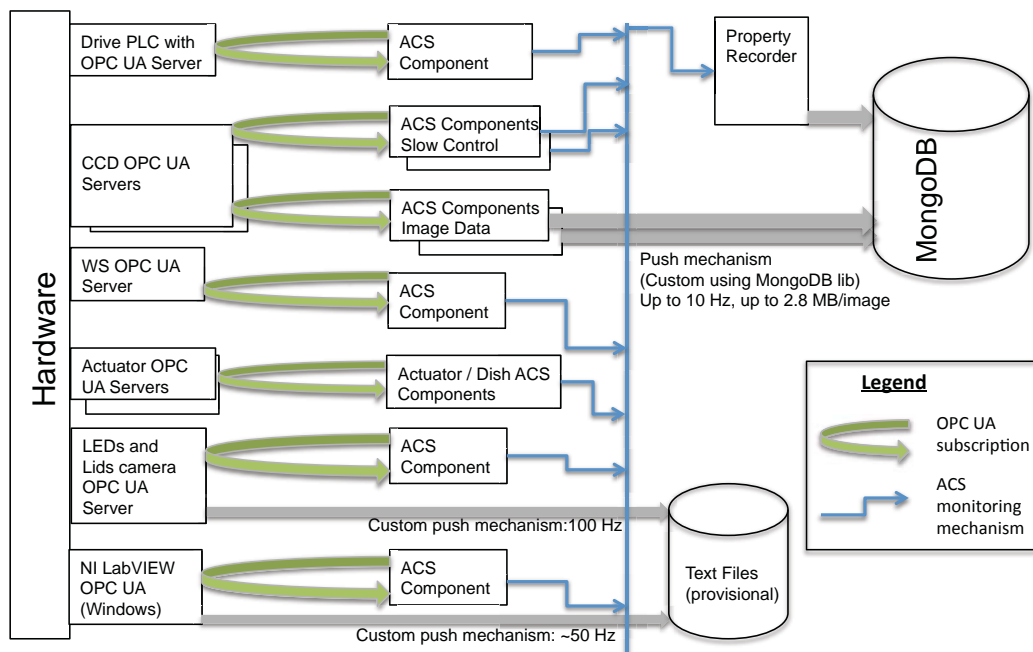 Hardware
Drive PLC with
OPC UA Server
ACS
Component
Property
Recorder
MongoDB
CCD OPC UA
Servers
ACS Components
Slow Control
ACS Components
Image Data
Push mechanism
(Custom using MongoDB lib)
Up to 10 Hz, up to 2.8 MB/image
WS OPC UA
Server
ACS
Component
Actuator OPC
UA Servers
Actuator / Dish ACS
Components
LEDs and
Lids camera
OPC UA
Server
ACS
Component
Custom push mechanism:100 Hz
NI LabVIEW
OPC UA
(Windows)
ACS
Component
Custom push mechanism: ~50 Hz
Text Files
(provisional)
Legend
OPC UA
subscription
ACS
monitoring
mechanism